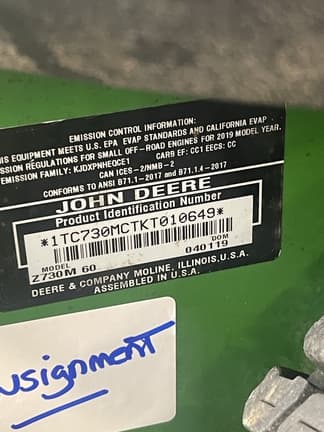 EMISSION CONTROL INFORMATION:
THIS EQUIPMENT MEETS U.S. EPA EVAP STANDARDS AND CALIFORNIA EVAP
EMISSION REGULATIONS FOR SMALL OFF-ROAD ENGINES FOR 2019 MODEL YEAR.
EMISSION FAMILY: KJDXPNHEQCE1 CARB EF: CC1 EECS: CC
CAN ICES-2/NMB-2
CONFORMS TO ANSI B71.1-2017 and B71.1.4-2017
JOHN DEERE
Product Identification Number
*1TC730MCTKT010649*
MODEL DOM
Z730M 60 040119
DEERE & COMPANY MOLINE, ILLINOIS, U.S.A.
ASSEMBLED IN U.S.A.
nsignment